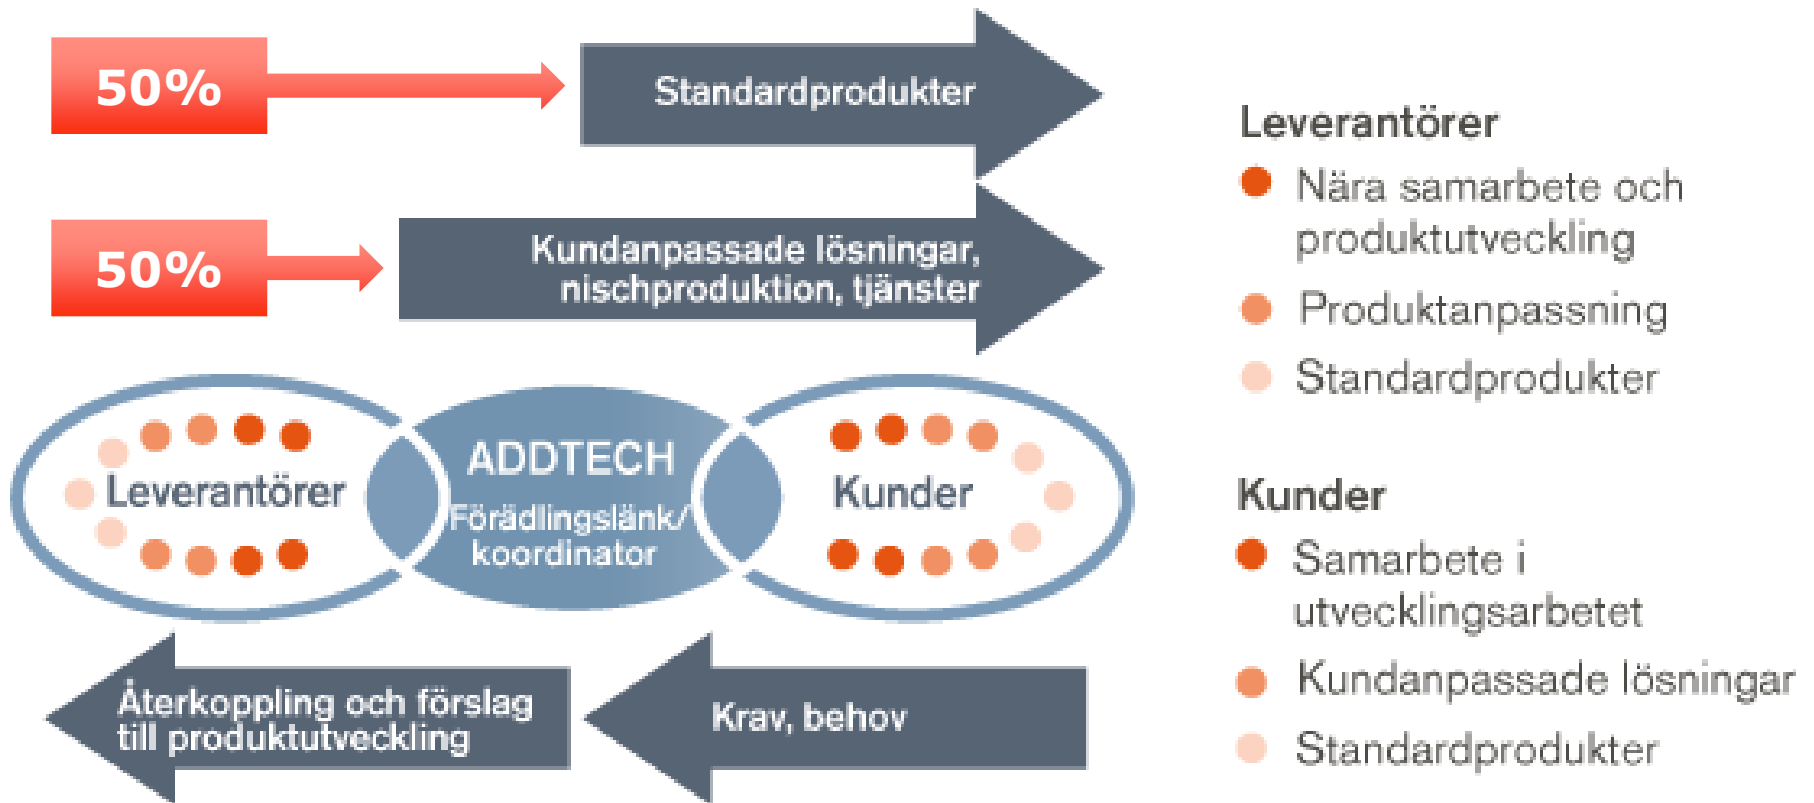 50%
Standardprodukter
50%
Kundanpassade lösningar,
nischproduktion, tjänster
Leverantörer
ADDTECH
Förädlingslänk/
koordinator
Kunder
Återkoppling och förslag
till produktutveckling
Krav, behov
Leverantörer
Nära samarbete och
produktutveckling
Produktanpassning
Standardprodukter
Kunder
Samarbete i
utvecklingsarbetet
Kundanpassade lösningar
Standardprodukter